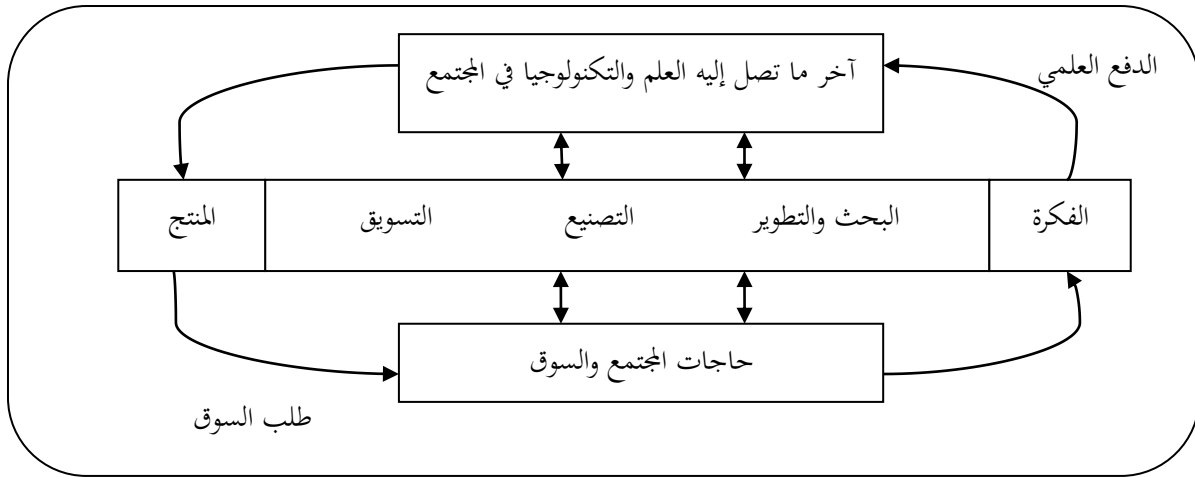 الدفع العلمي
آخر ما تصل إليه العلم والتكنولوجيا في المجتمع
الفكرة
البحث والتطوير
التصنيع
التسويق
المنتج
حاجات المجتمع والسوق
طلب السوق